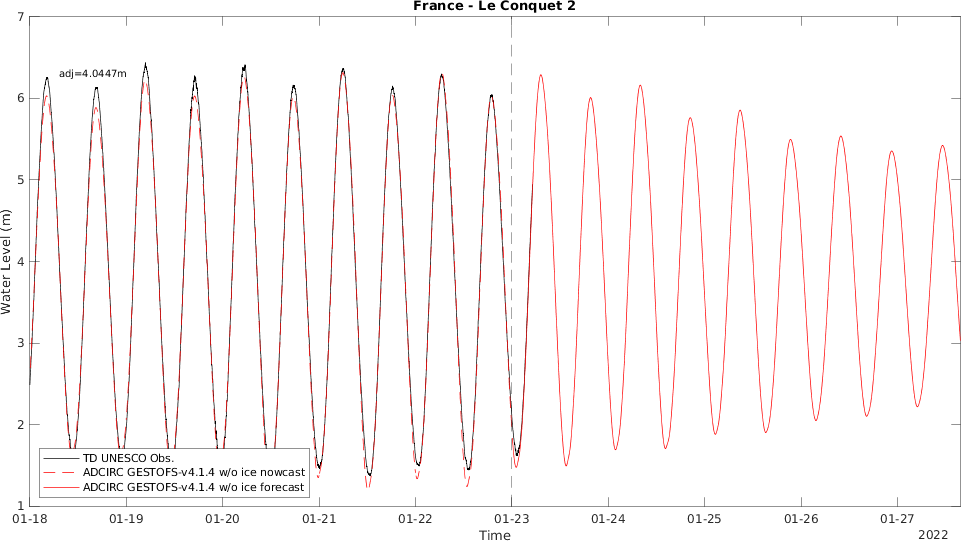 France - Le Conquet 2
adj=4.0447m
7
6
5
4
3
2
1
Water Level (m)
TD UNESCO Obs.
ADCIRC GESTOFS-v4.1.4 w/o ice nowcast
ADCIRC GESTOFS-v4.1.4 w/o ice forecast
01-18 01-19 01-20 01-21 01-22 01-23 01-24 01-25 01-26 01-27
Time
2022